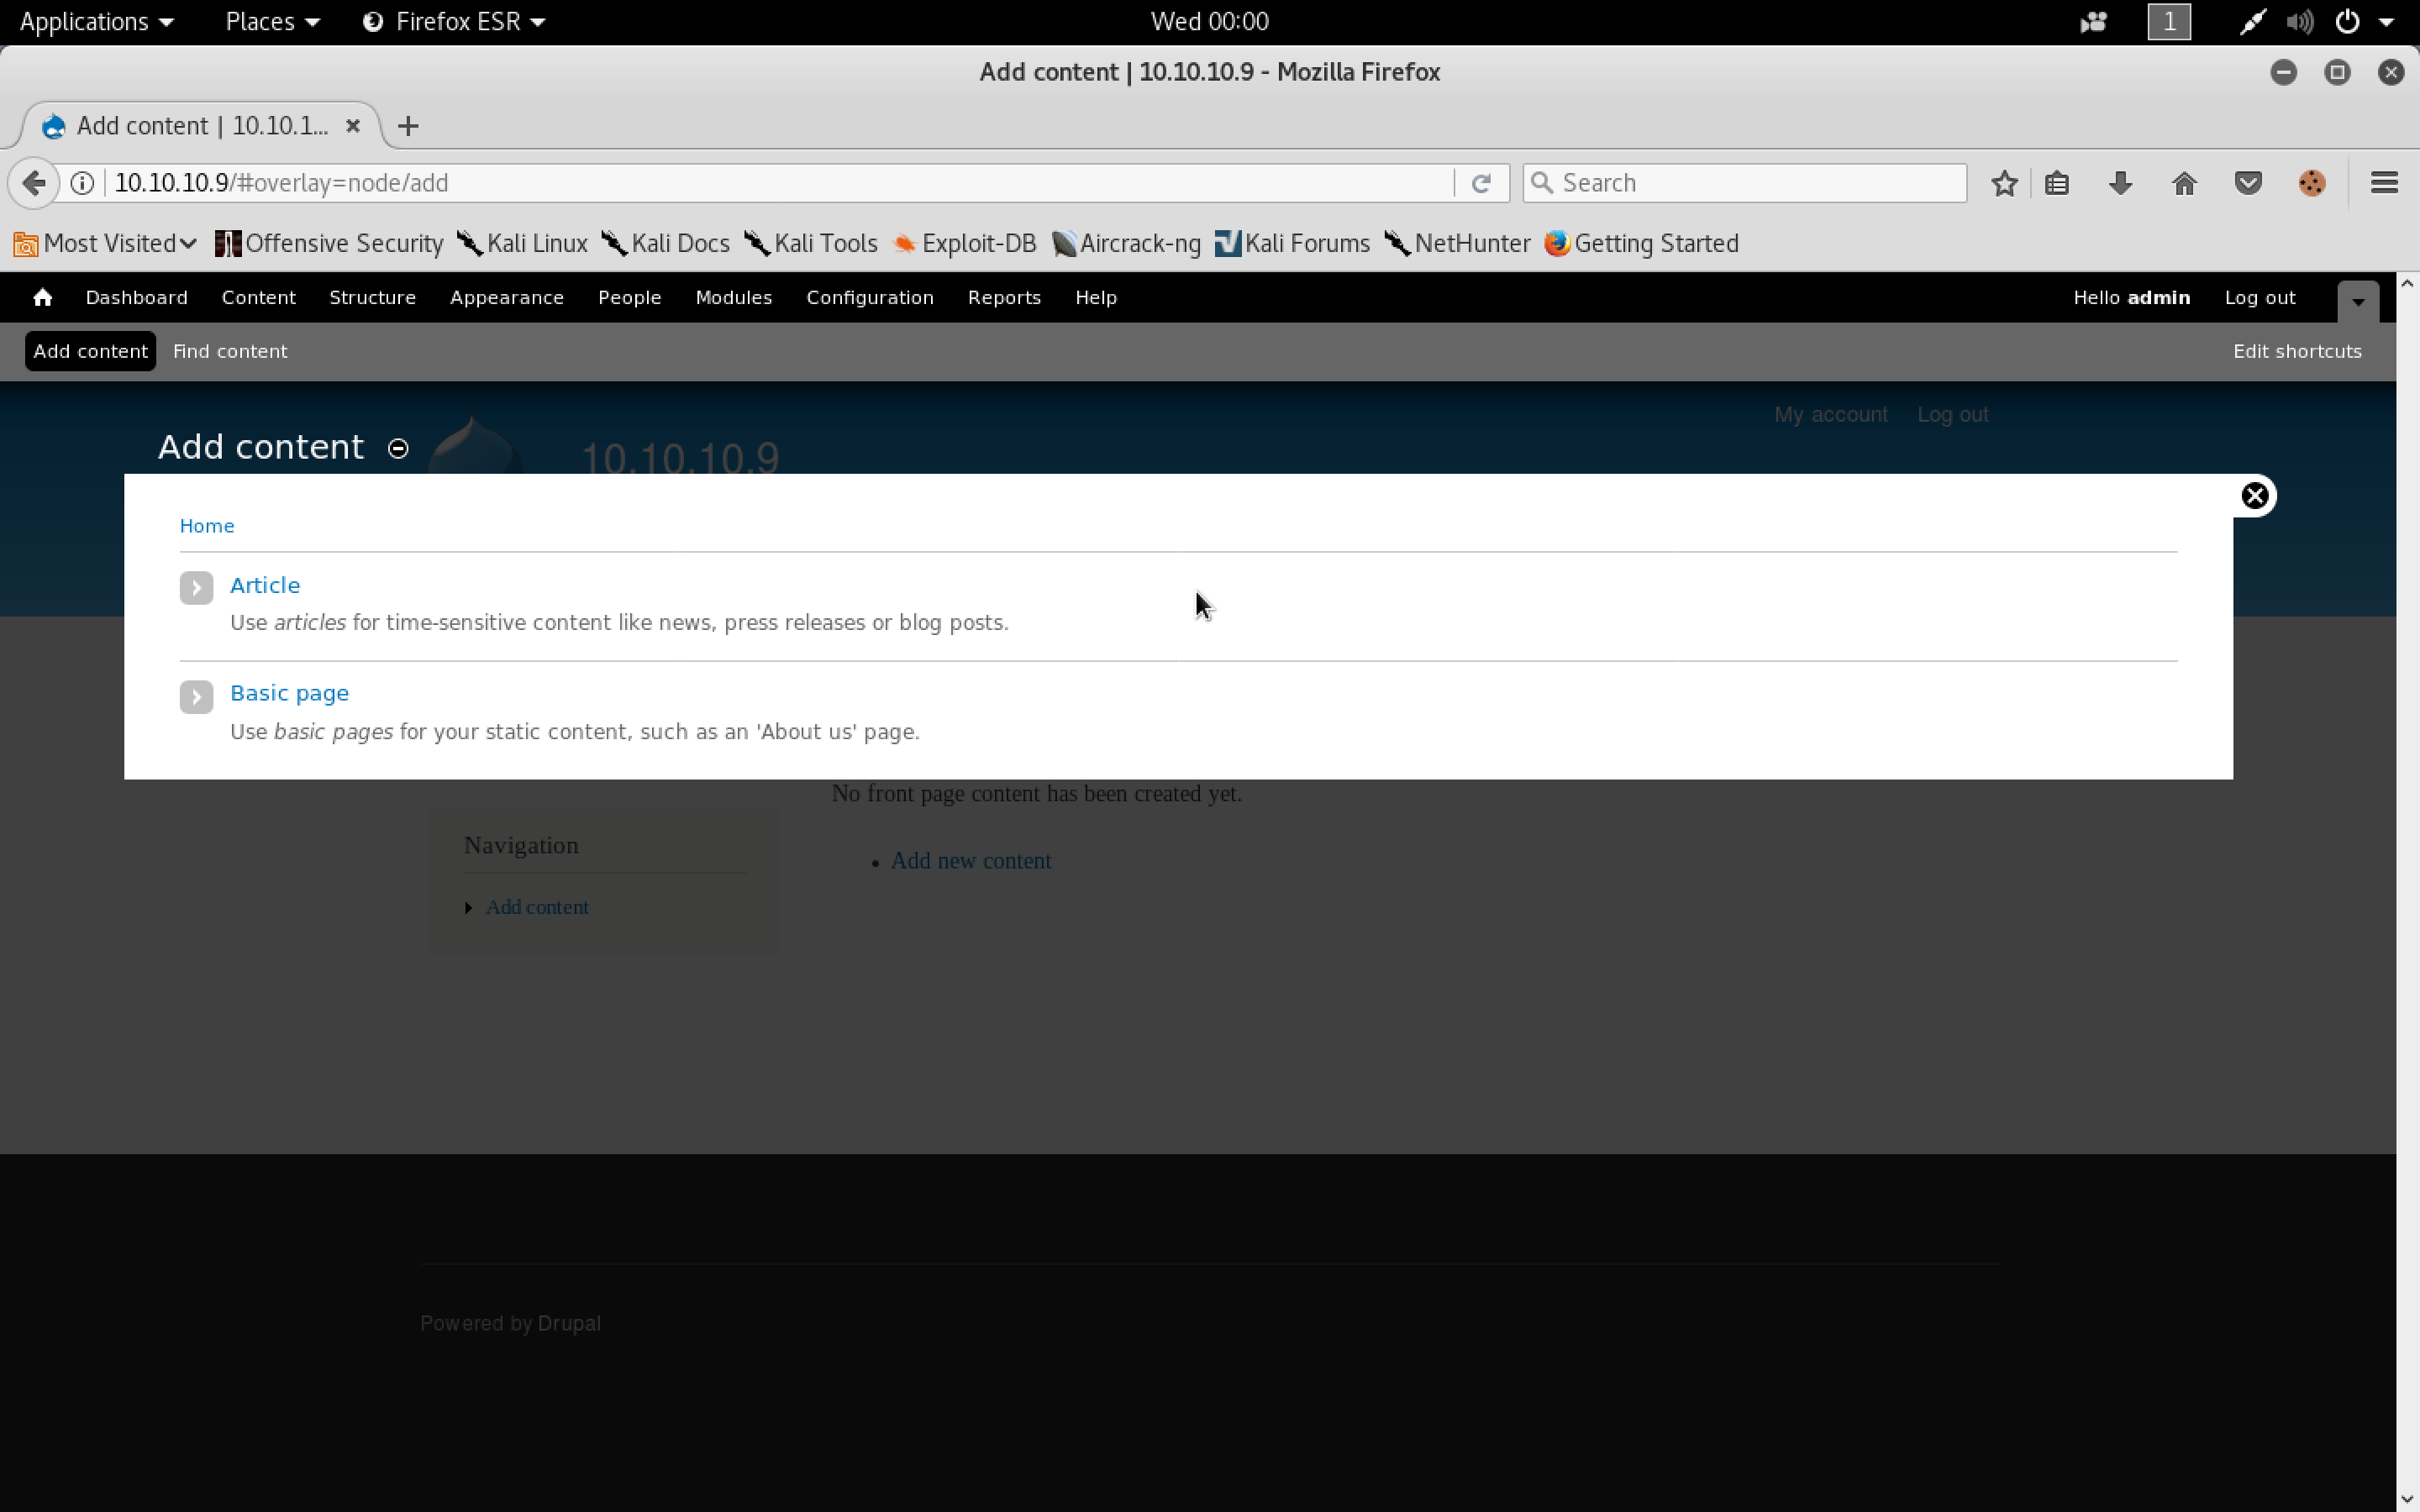 Applications Places Firefox ESR Wed 00:00 1
Add content | 10.10.10.9 - Mozilla Firefox
Add content | 10.10.1...
10.10.10.9/#overlay=node/add Search
Most Visited Offensive Security Kali Linux Kali Docs Kali Tools Exploit-DB Aircrack-ng Kali Forums NetHunter Getting Started
Dashboard Content Structure Appearance People Modules Configuration Reports Help Hello admin Log out
Add content Find content Edit shortcuts
My account Log out
Add content 10.10.10.9
Home
Article
Use articles for time-sensitive content like news, press releases or blog posts.
Basic page
Use basic pages for your static content, such as an 'About us' page.
No front page content has been created yet.
Navigation
Add new content
Add content
Powered by Drupal